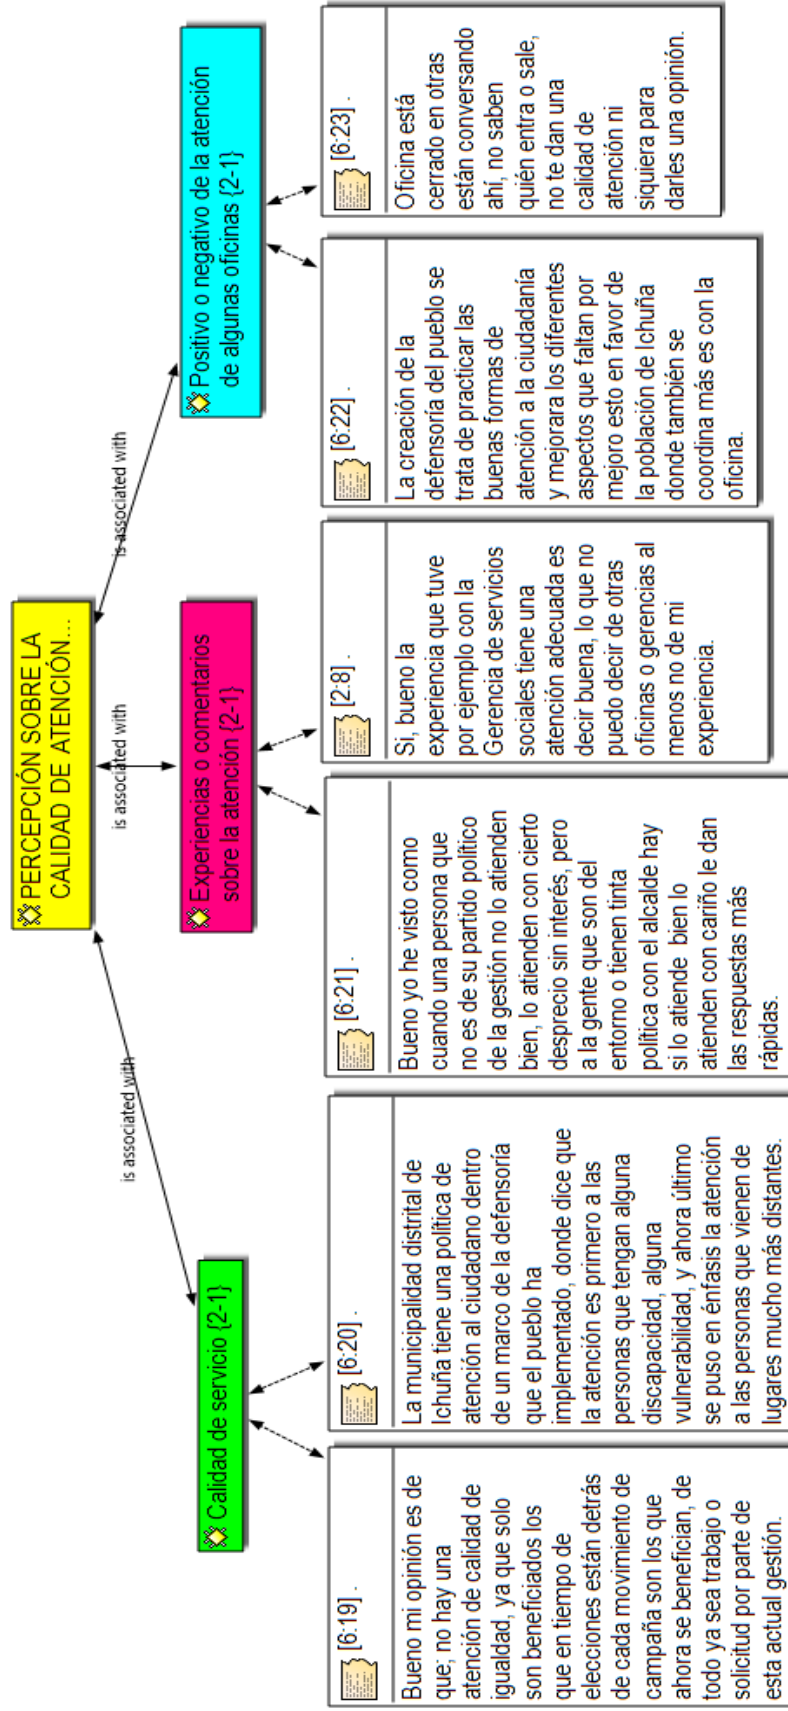 PERCEPCIÓN SOBRE LA
CALIDAD DE ATENCIÓN...
is associated with
is associated with
is associated with
Calidad de servicio {2-1}
Experiencias o comentarios
sobre la atención {2-1}
Positivo o negativo de la atención
de algunas oficinas {2-1}
[6:19] .
Bueno mi opinión es de
que; no hay una
atención de calidad de
igualdad, ya que solo
son beneficiados los
que en tiempo de
elecciones están detrás
de cada movimiento de
campaña son los que
ahora se benefician, de
todo ya sea trabajo o
solicitud por parte de
esta actual gestión.
[6:20] .
La municipalidad distrital de
Ichuña tiene una política de
atención al ciudadano dentro
de un marco de la defensoría
que el pueblo ha
implementado, donde dice que
la atención es primero a las
personas que tengan alguna
discapacidad, alguna
vulnerabilidad, y ahora último
se puso en énfasis la atención
a las personas que vienen de
lugares mucho más distantes.
[6:21] .
Bueno yo he visto como
cuando una persona que
no es de su partido político
de la gestión no lo atienden
bien, lo atienden con cierto
desprecio sin interés, pero
a la gente que son del
entorno o tienen tinta
política con el alcalde hay
si lo atiende bien lo
atienden con cariño le dan
las respuestas más
rápidas.
[2:8] .
Si, bueno la
experiencia que tuve
por ejemplo con la
Gerencia de servicios
sociales tiene una
atención adecuada es
decir buena, lo que no
puedo decir de otras
oficinas o gerencias al
menos no de mi
experiencia.
[6:22] .
La creación de la
defensoría del pueblo se
trata de practicar las
buenas formas de
atención a la ciudadanía
y mejorara los diferentes
aspectos que faltan por
mejoro esto en favor de
la población de Ichuña
donde también se
coordina más es con la
oficina.
[6:23] .
Oficina está
cerrado en otras
están conversando
ahí, no saben
quién entra o sale,
no te dan una
calidad de
atención ni
siquiera para
darles una opinión.